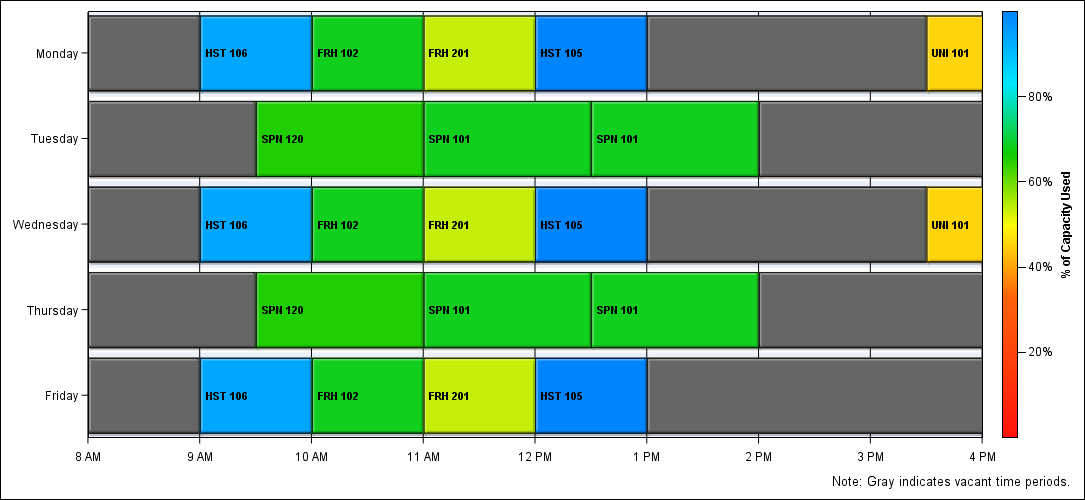 Monday
HST 106
FRH 102
FRH 201
HST 105
UNI 101
Tuesday
SPN 120
SPN 101
SPN 101
Wednesday
HST 106
FRH 102
FRH 201
HST 105
UNI 101
Thursday
SPN 120
SPN 101
SPN 101
Friday
HST 106
FRH 102
FRH 201
HST 105
8 AM
9 AM
10 AM
11 AM
12 PM
1 PM
2 PM
3 PM
4 PM
80%
60%
40%
20%
% of Capacity Used
Note: Gray indicates vacant time periods.